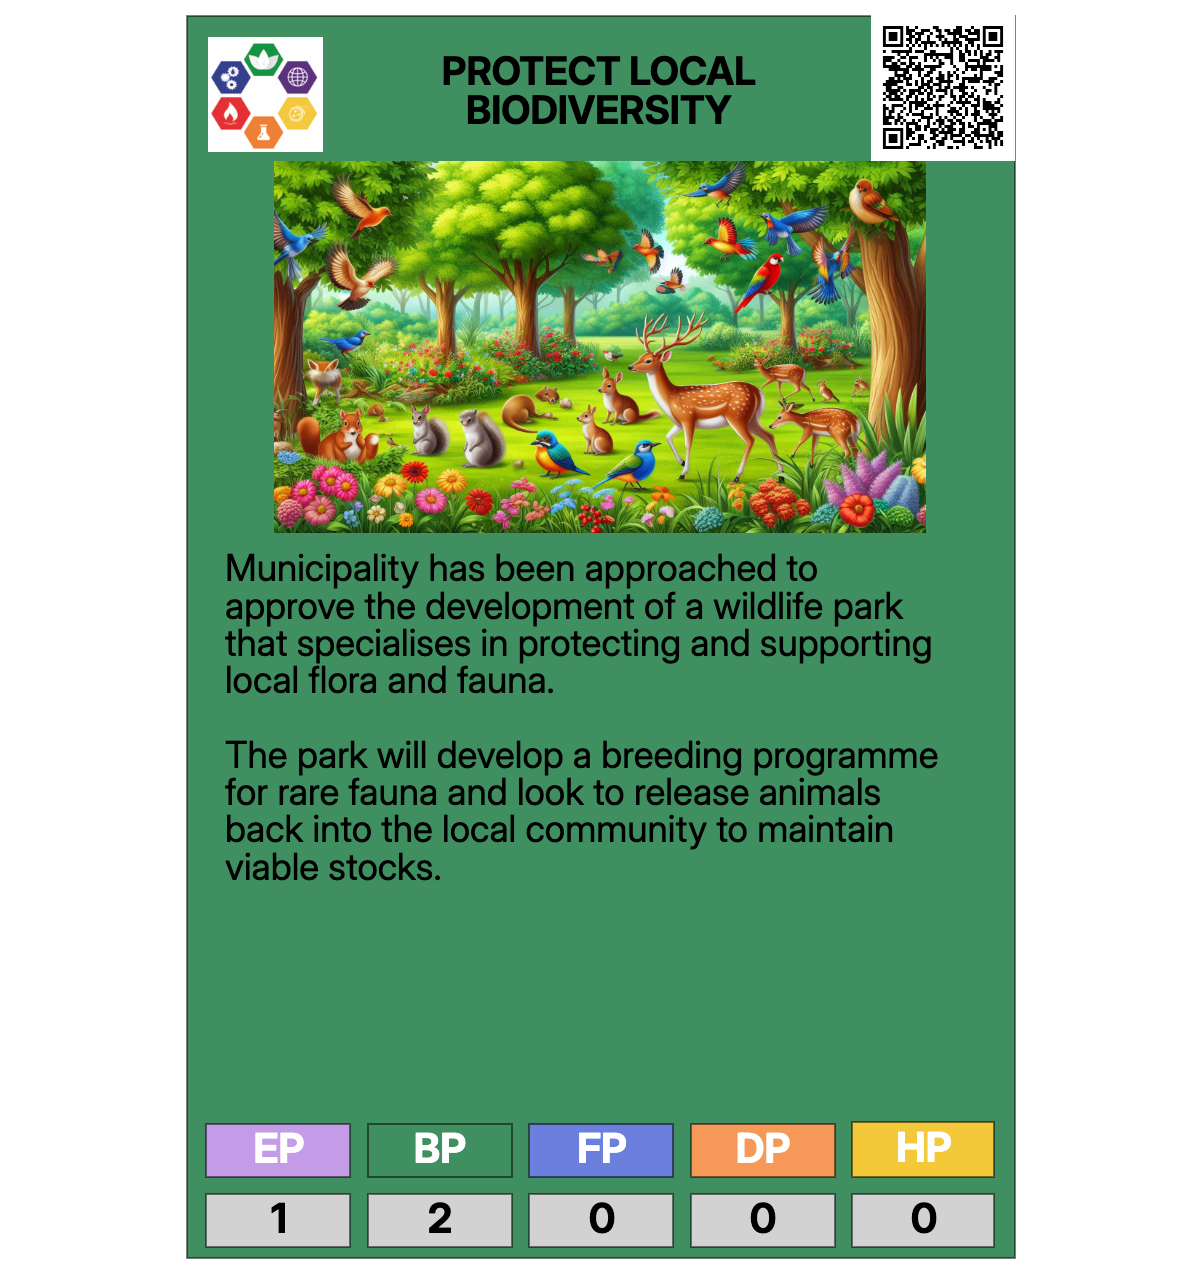 PROTECT LOCAL
BIODIVERSITY
Municipality has been approached to
approve the development of a wildlife park
that specialises in protecting and supporting
local flora and fauna.
The park will develop a breeding programme
for rare fauna and look to release animals
back into the local community to maintain
viable stocks.
EP BP FP DP HP
1 2 0 0 0